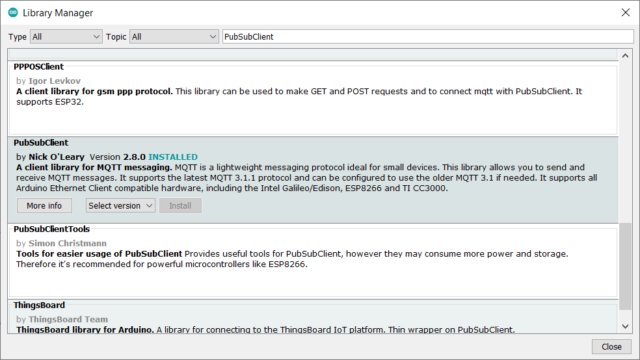 Library Manager
Type All Topic All PubSubClient
PPPOSClient
by Igor Levkov
A client library for gsm ppp protocol. This library can be used to make GET and POST requests and to connect mqtt with PubSubClient. It
supports ESP32.
PubSubClient
by Nick O'Leary Version 2.8.0 INSTALLED
A client library for MQTT messaging. MQTT is a lightweight messaging protocol ideal for small devices. This library allows you to send and
receive MQTT messages. It supports the latest MQTT 3.1.1 protocol and can be configured to use the older MQTT 3.1 if needed. It supports all
Arduino Ethernet Client compatible hardware, including the Intel Galileo/Edison, ESP8266 and TI CC3000.
More info Select version Install
PubSubClientTools
by Simon Christmann
Tools for easier usage of PubSubClient Provides useful tools for PubSubClient, however they may consume more power and storage.
Therefore it's recommended for powerful microcontrollers like ESP8266.
ThingsBoard
by ThingsBoard Team
ThingsBoard library for Arduino. A library for connecting to the ThingsBoard IoT platform. Thin wrapper on PubSubClient.
Close